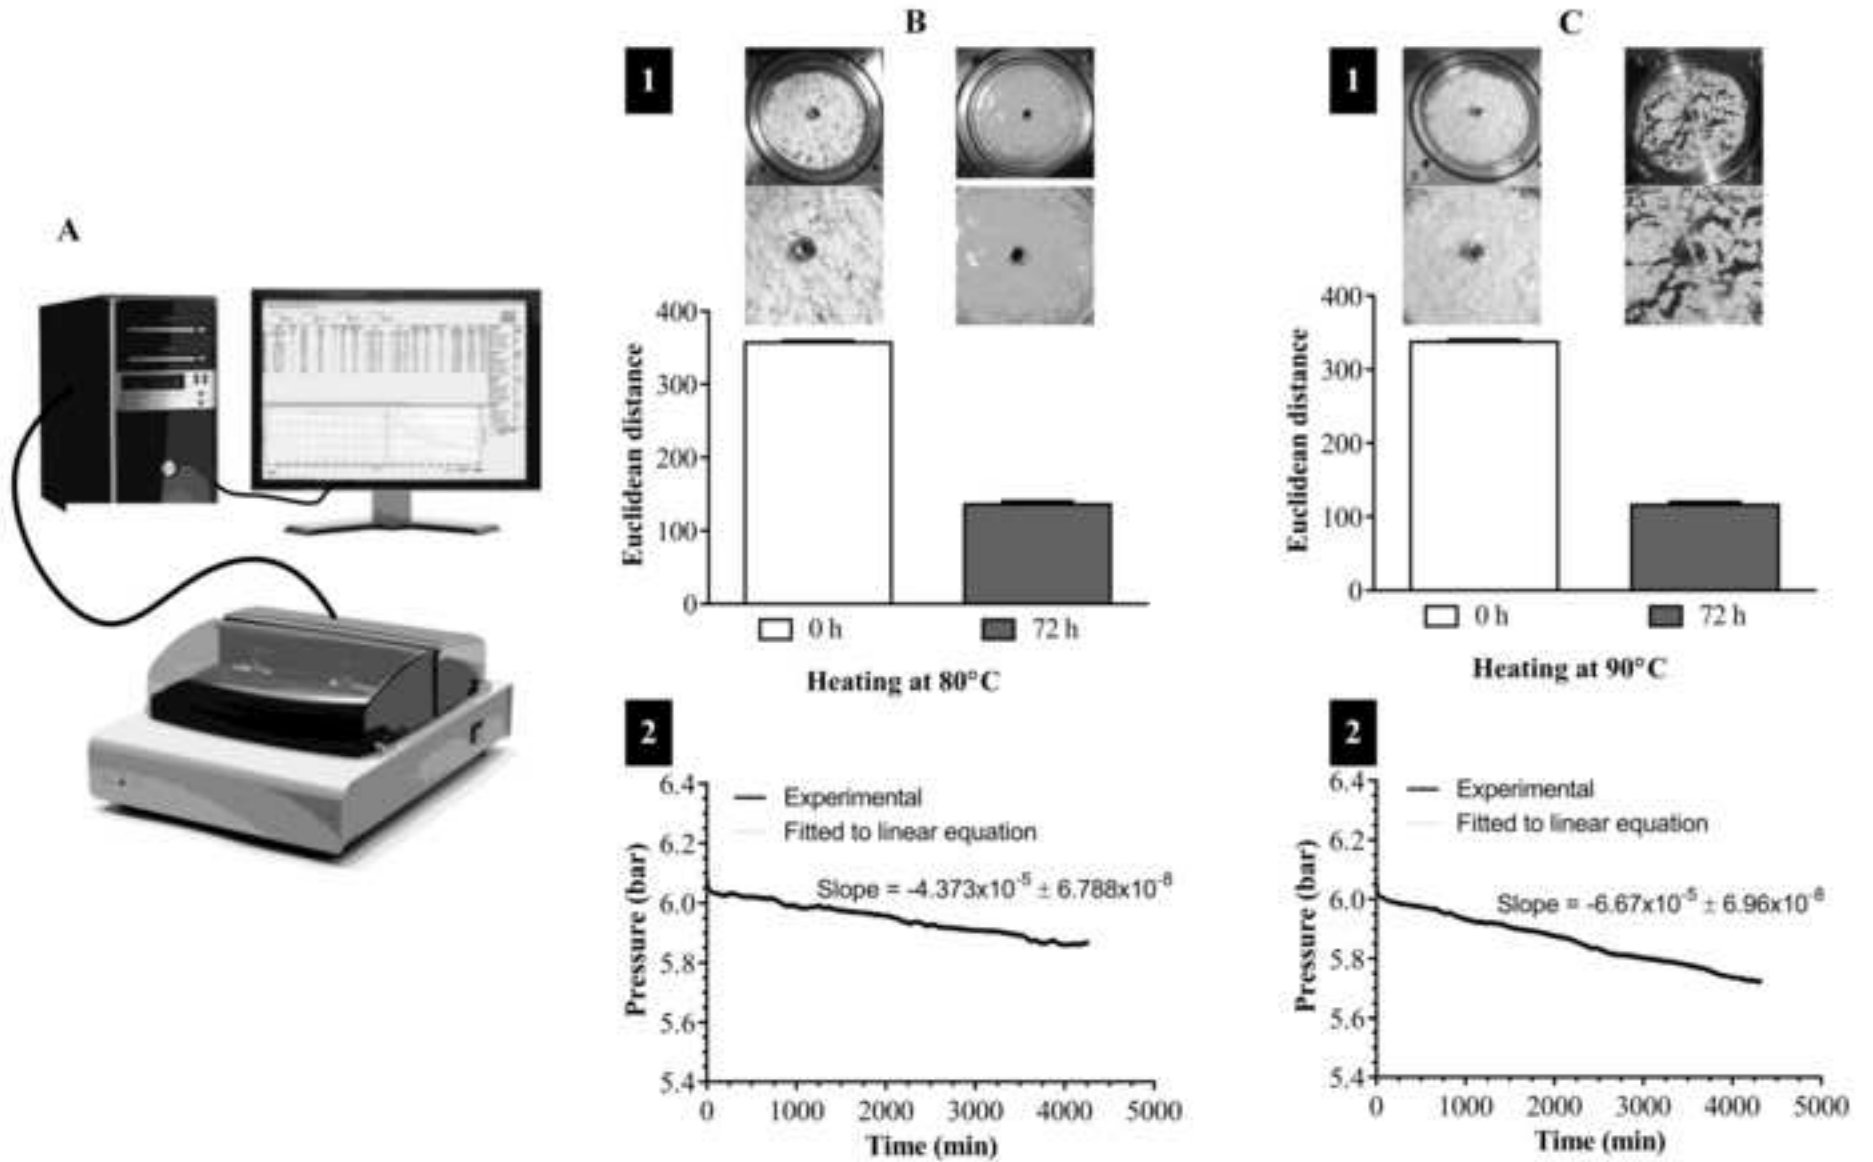 A
B
1
400
300
200
100
0
Euclidean distance
0 h
72 h
Heating at 80°C
2
6.4
6.2
6.0
5.8
5.6
5.4
Pressure (bar)
Experimental
Fitted to linear equation
Slope = -4.373x10⁻⁵ ± 6.788x10⁻⁸
0 1000 2000 3000 4000 5000
Time (min)
C
1
400
300
200
100
0
Euclidean distance
0 h
72 h
Heating at 90°C
2
6.4
6.2
6.0
5.8
5.6
5.4
Pressure (bar)
Experimental
Fitted to linear equation
Slope = -6.67x10⁻⁵ ± 6.96x10⁻⁸
0 1000 2000 3000 4000 5000
Time (min)